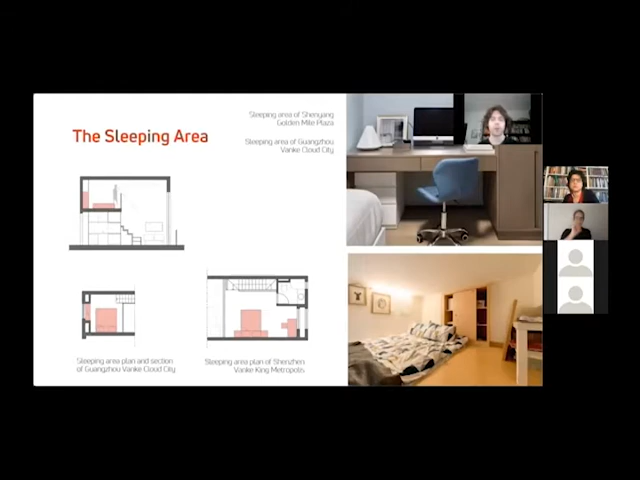 The Sleeping Area
Sleeping area of Shenyang
Golden Mile Plaza
Sleeping area of Guangzhou
Vanke Cloud City
Sleeping area plan and section
of Guangzhou Vanke Cloud City
Sleeping area plan of Shenzhen
Vanke King Metropolis